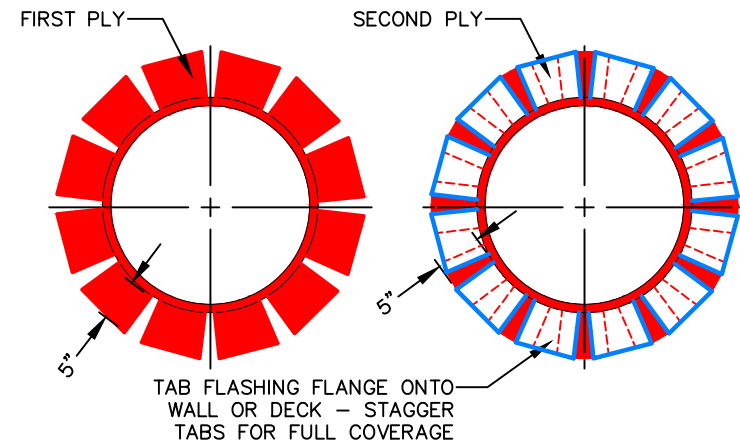 FIRST PLY
SECOND PLY
5"
5"
TAB FLASHING FLANGE ONTO
WALL OR DECK – STAGGER
TABS FOR FULL COVERAGE